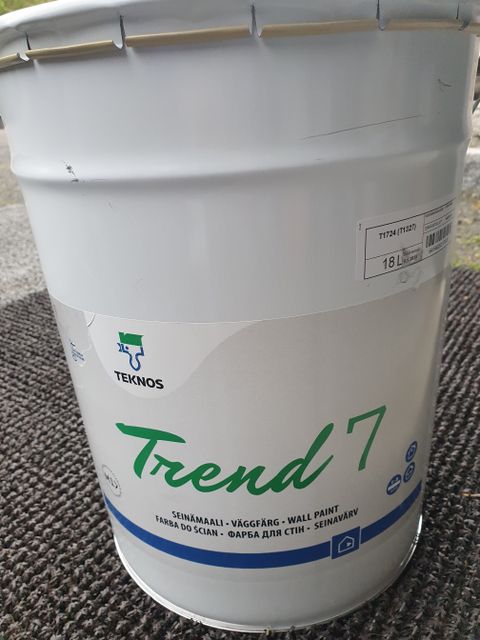 T1724 (T1327)
18 L
TEKNOS
Trend 7
SEINÄMAALI • VÄGGFÄRG • WALL PAINT
FARBA DO ŚCIAN • ФАРБА ДЛЯ СТІН • SEINAVÄRV